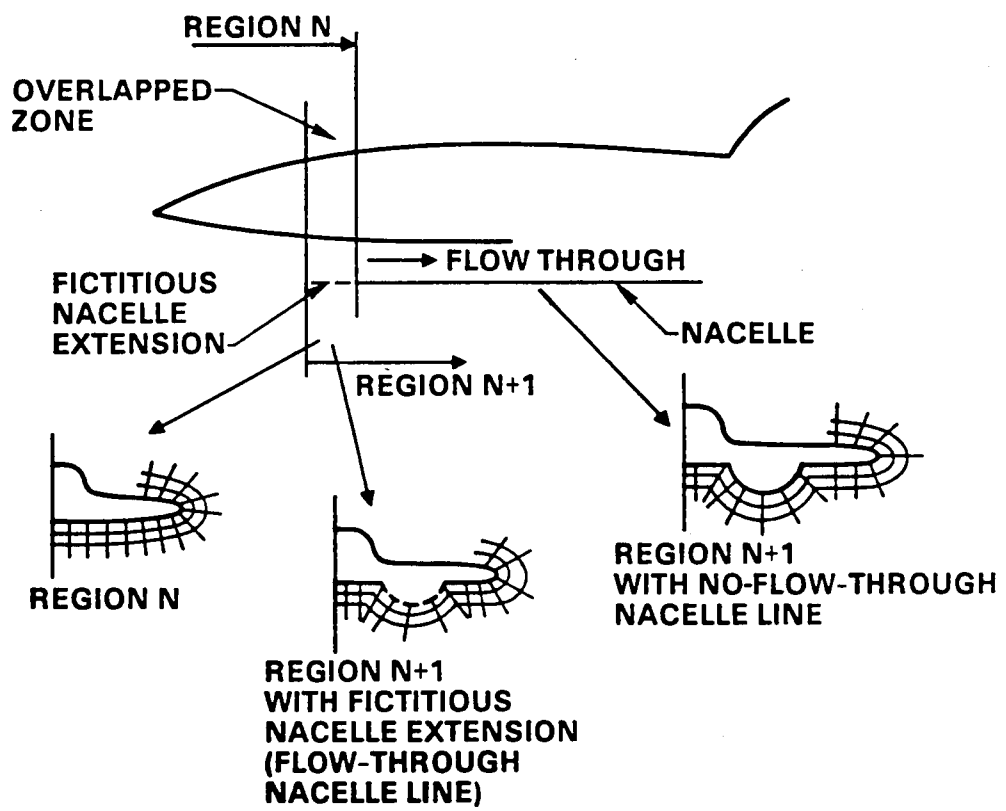 REGION N
OVERLAPPED
ZONE
FLOW THROUGH
FICTITIOUS
NACELLE
EXTENSION
NACELLE
REGION N+1
REGION N
REGION N+1
WITH NO-FLOW-THROUGH
NACELLE LINE
REGION N+1
WITH FICTITIOUS
NACELLE EXTENSION
(FLOW-THROUGH
NACELLE LINE)